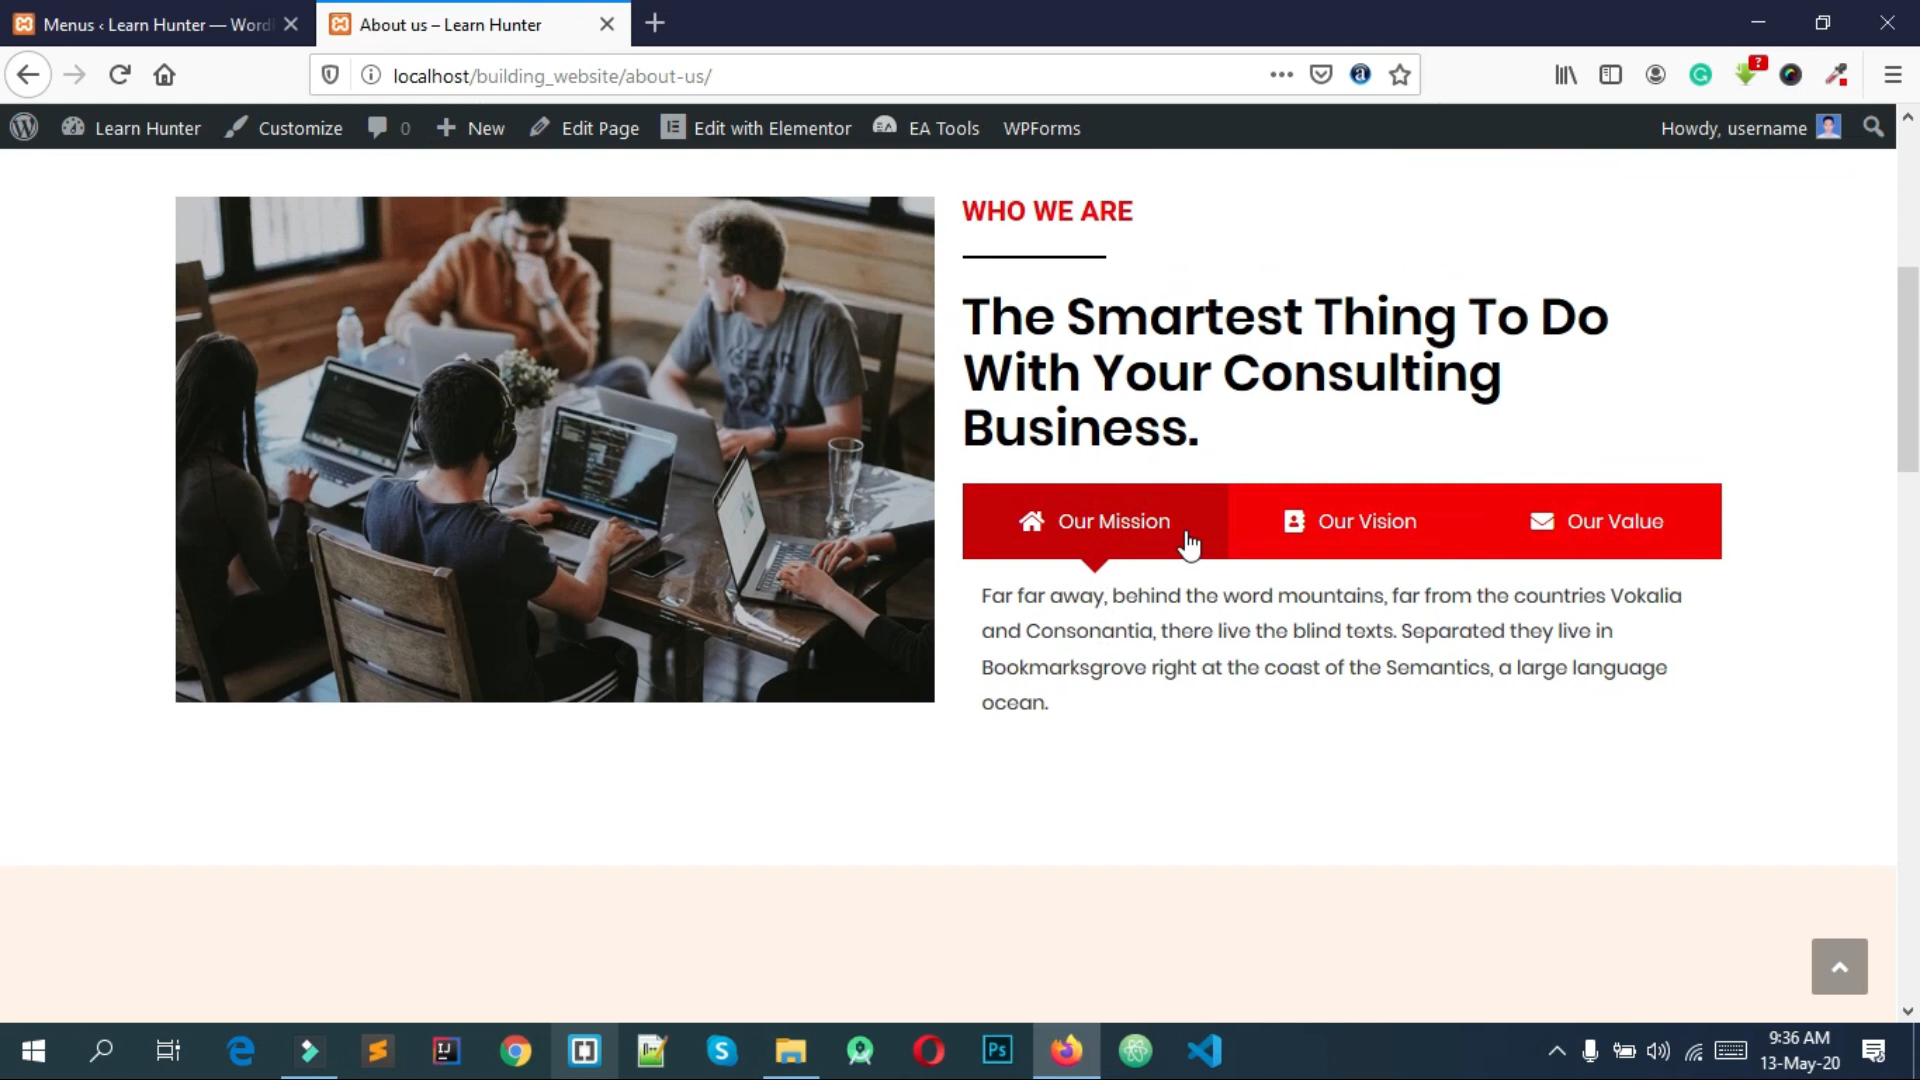 Menus ‹ Learn Hunter — Word
About us – Learn Hunter
localhost/building_website/about-us/
Learn Hunter
Customize
0
New
Edit Page
Edit with Elementor
EA Tools
WPForms
Howdy, username
WHO WE ARE
The Smartest Thing To Do
With Your Consulting
Business.
Our Mission
Our Vision
Our Value
Far far away, behind the word mountains, far from the countries Vokalia
and Consonantia, there live the blind texts. Separated they live in
Bookmarksgrove right at the coast of the Semantics, a large language
ocean.
9:36 AM
13-May-20